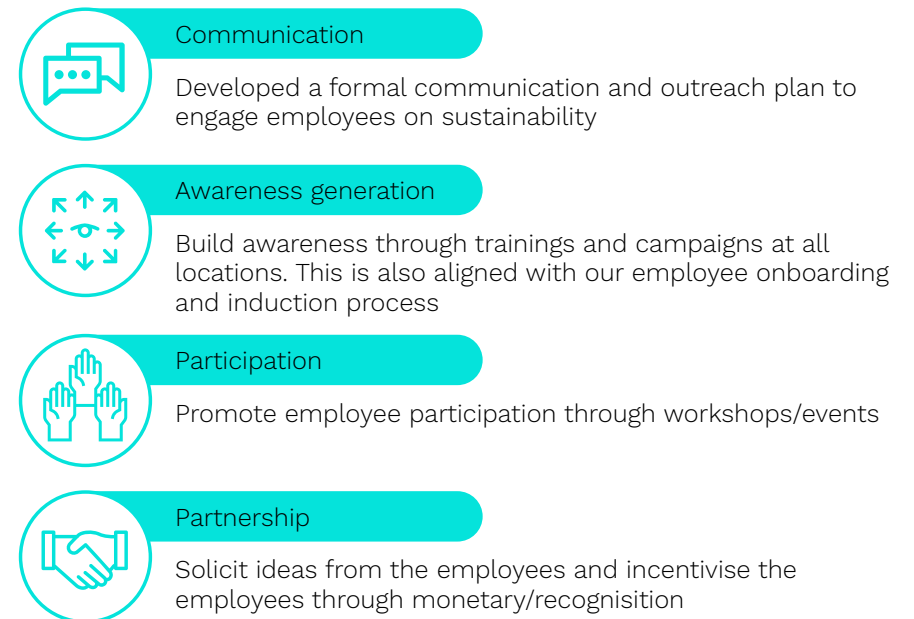 Communication
Developed a formal communication and outreach plan to
engage employees on sustainability
Awareness generation
Build awareness through trainings and campaigns at all
locations. This is also aligned with our employee onboarding
and induction process
Participation
Promote employee participation through workshops/events
Partnership
Solicit ideas from the employees and incentivise the
employees through monetary/recognisition